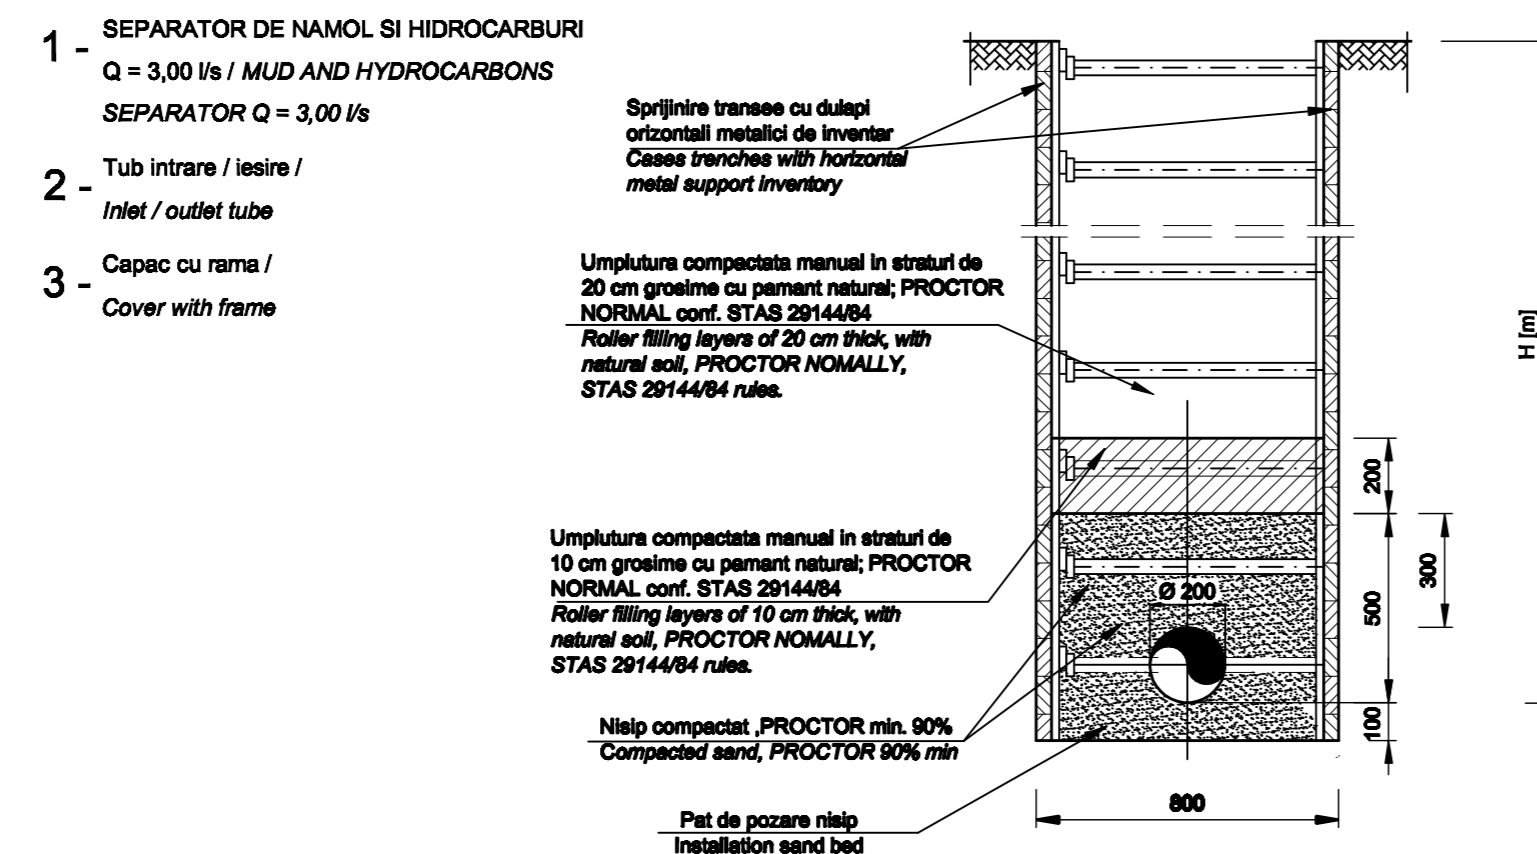 1 - SEPARATOR DE NAMOL SI HIDROCARBURI
Q = 3,00 l/s / MUD AND HYDROCARBONS
SEPARATOR Q = 3,00 l/s
2 - Tub intrare / iesire /
Inlet / outlet tube
3 - Capac cu rama /
Cover with frame
Sprijinire transee cu dulapi
orizontali metalici de inventar
Cases trenches with horizontal
metal support inventory
Umplutura compactata manual in straturi de
20 cm grosime cu pamant natural; PROCTOR
NORMAL conf. STAS 29144/84
Roller filling layers of 20 cm thick, with
natural soil, PROCTOR NOMALLY,
STAS 29144/84 rules.
Umplutura compactata manual in straturi de
10 cm grosime cu pamant natural; PROCTOR
NORMAL conf. STAS 29144/84
Roller filling layers of 10 cm thick, with
natural soil, PROCTOR NOMALLY,
STAS 29144/84 rules.
Nisip compactat ,PROCTOR min. 90%
Compacted sand, PROCTOR 90% min
Pat de pozare nisip
Installation sand bed
Ø 200
200
500
300
100
800
H [m]